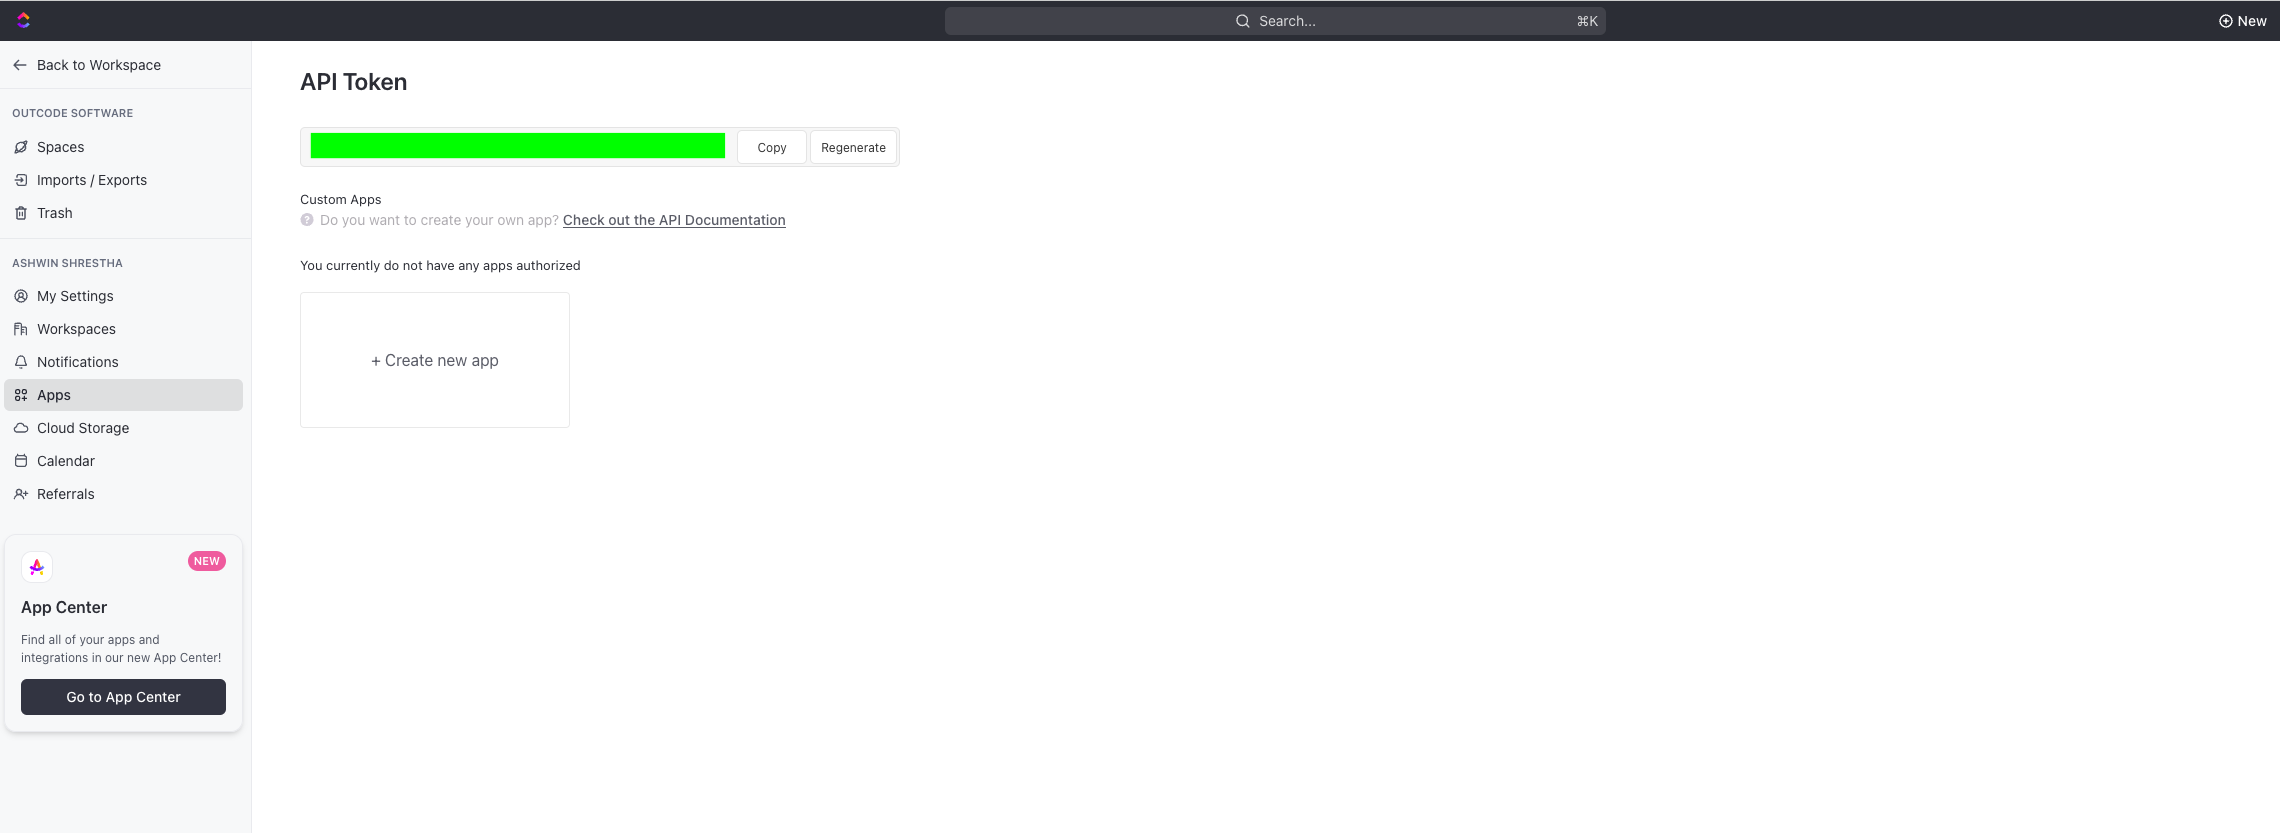 Search...
⌘K
New
Back to Workspace
OUTCODE SOFTWARE
Spaces
Imports / Exports
Trash
ASHWIN SHRESTHA
My Settings
Workspaces
Notifications
Apps
Cloud Storage
Calendar
Referrals
NEW
App Center
Find all of your apps and
integrations in our new App Center!
Go to App Center
API Token
Copy
Regenerate
Custom Apps
Do you want to create your own app? Check out the API Documentation
You currently do not have any apps authorized
+ Create new app